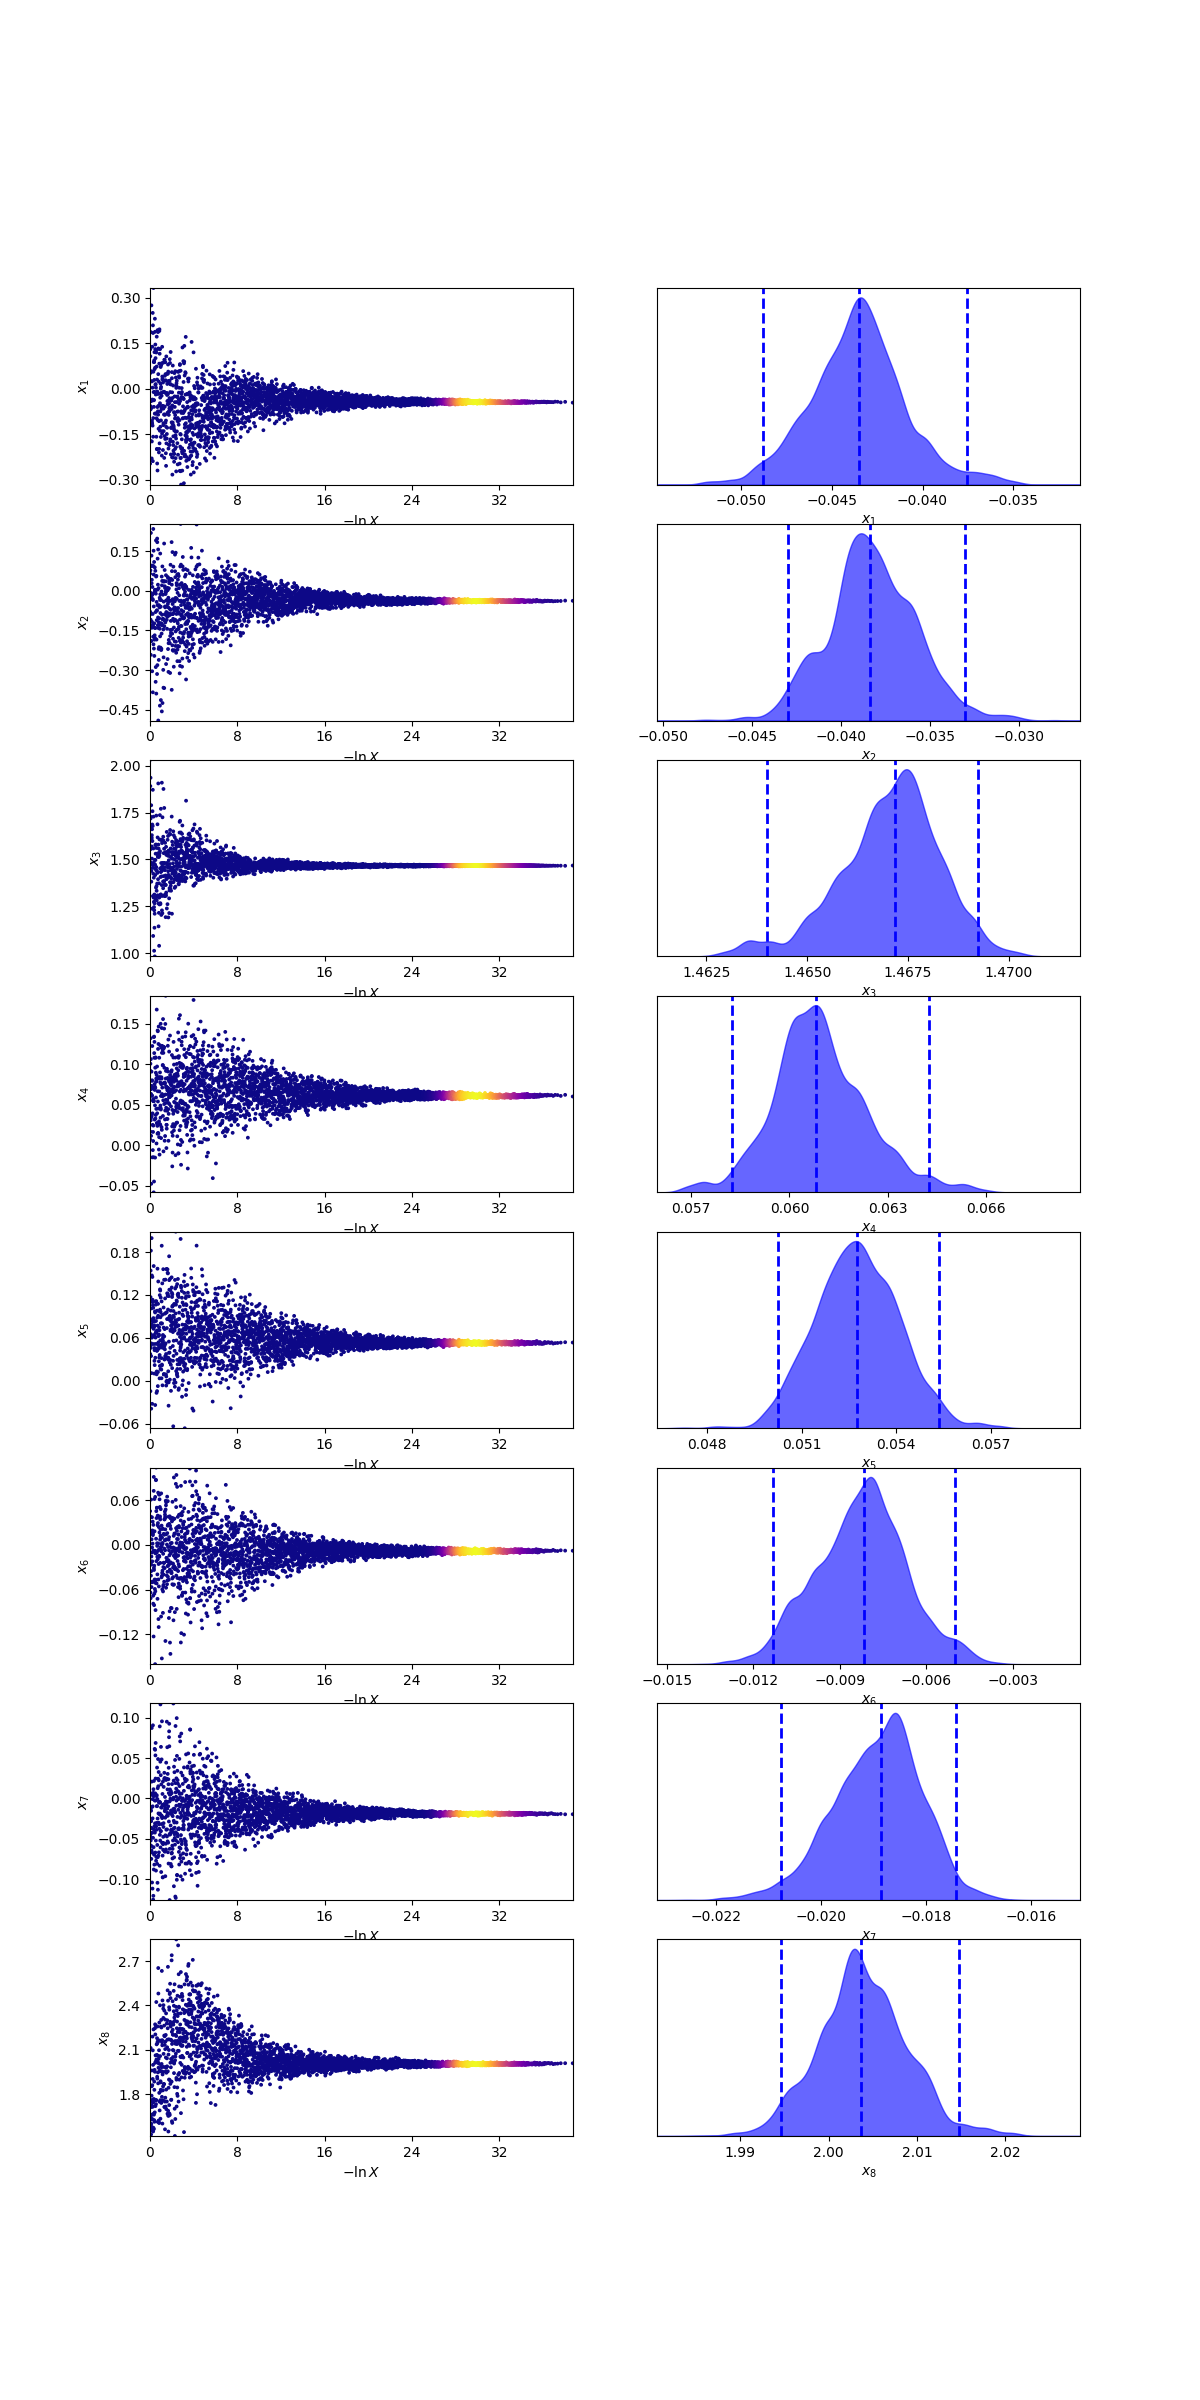 0.30
0.15
0.00
−0.15
−0.30
x₁
0 8 16 24 32
−ln X
−0.050 −0.045 −0.040 −0.035
x₁
0.15
0.00
−0.15
−0.30
−0.45
x₂
0 8 16 24 32
−ln X
−0.050 −0.045 −0.040 −0.035 −0.030
x₂
2.00
1.75
1.50
1.25
1.00
x₃
0 8 16 24 32
−ln X
1.4625 1.4650 1.4675 1.4700
x₃
0.15
0.10
0.05
0.00
−0.05
x₄
0 8 16 24 32
−ln X
0.057 0.060 0.063 0.066
x₄
0.18
0.12
0.06
0.00
−0.06
x₅
0 8 16 24 32
−ln X
0.048 0.051 0.054 0.057
x₅
0.06
0.00
−0.06
−0.12
x₆
0 8 16 24 32
−ln X
−0.015 −0.012 −0.009 −0.006 −0.003
x₆
0.10
0.05
0.00
−0.05
−0.10
x₇
0 8 16 24 32
−ln X
−0.022 −0.020 −0.018 −0.016
x₇
2.7
2.4
2.1
1.8
x₈
0 8 16 24 32
−ln X
1.99 2.00 2.01 2.02
x₈